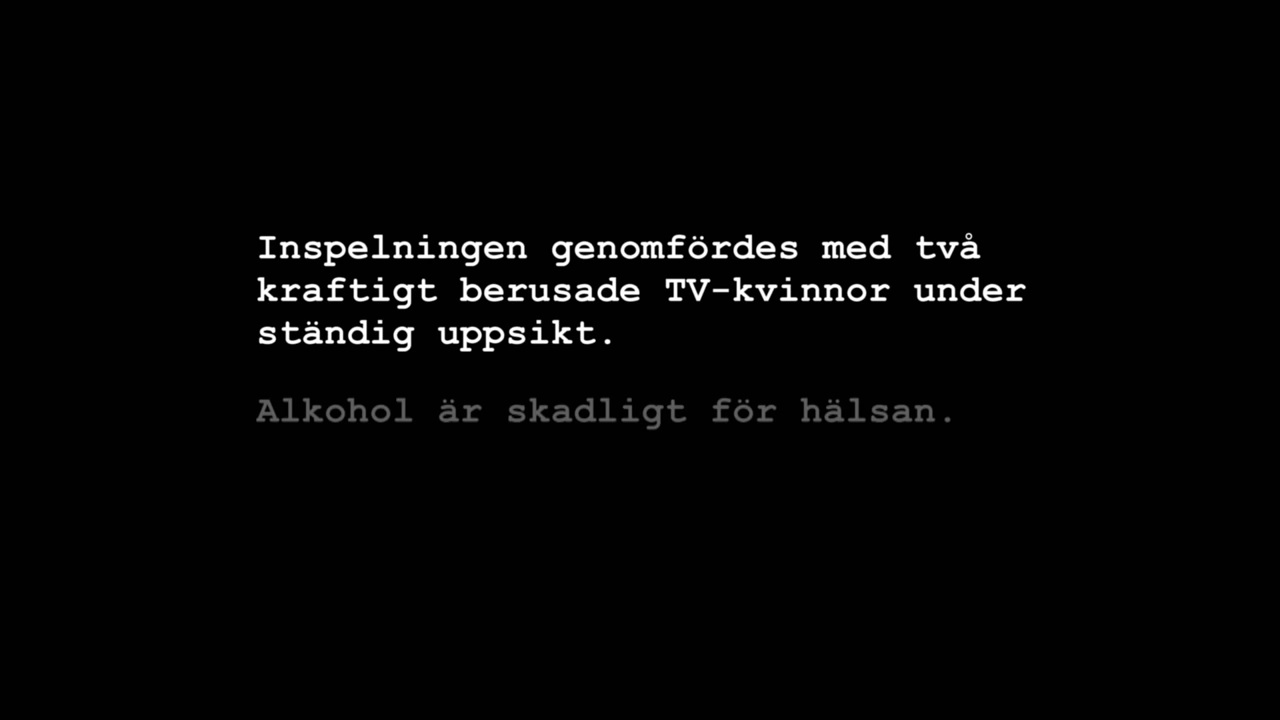 Inspelningen genomfördes med två
kraftigt berusade TV-kvinnor under
ständig uppsikt.
Alkohol är skadligt för hälsan.